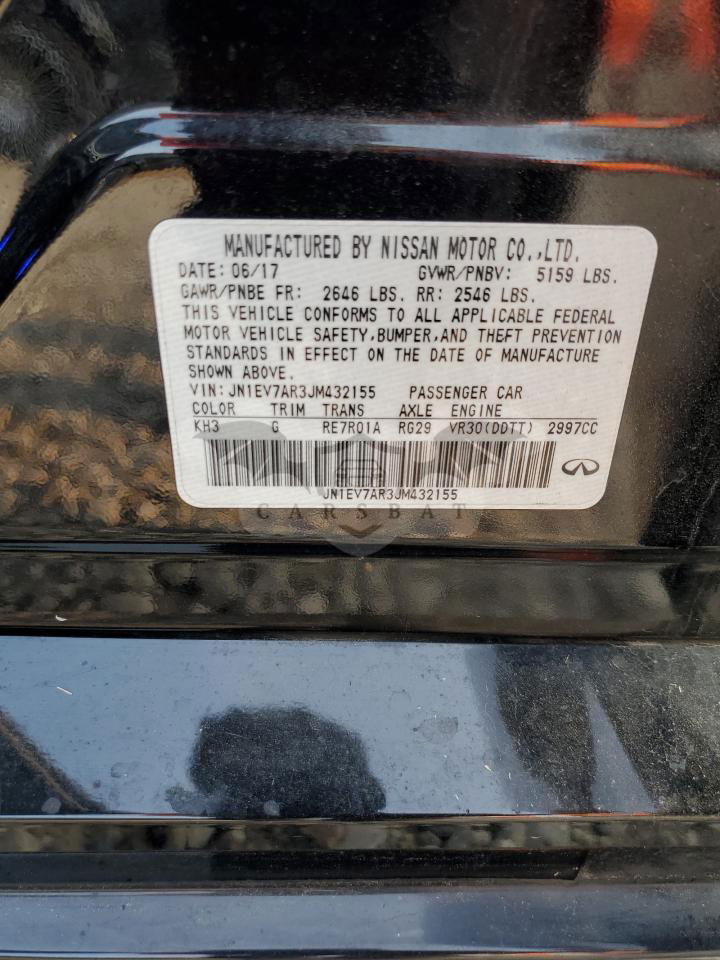 MANUFACTURED BY NISSAN MOTOR CO.,LTD.
DATE: 06/17 GVWR/PNBV: 5159 LBS.
GAWR/PNBE FR: 2646 LBS. RR: 2546 LBS.
THIS VEHICLE CONFORMS TO ALL APPLICABLE FEDERAL
MOTOR VEHICLE SAFETY,BUMPER,AND THEFT PREVENTION
STANDARDS IN EFFECT ON THE DATE OF MANUFACTURE
SHOWN ABOVE.
VIN: JN1EV7AR3JM432155 PASSENGER CAR
COLOR TRIM TRANS AXLE ENGINE
KH3 G RE7R01A RG29 VR30(DDTT) 2997CC
JN1EV7AR3JM432155
CARSBAT